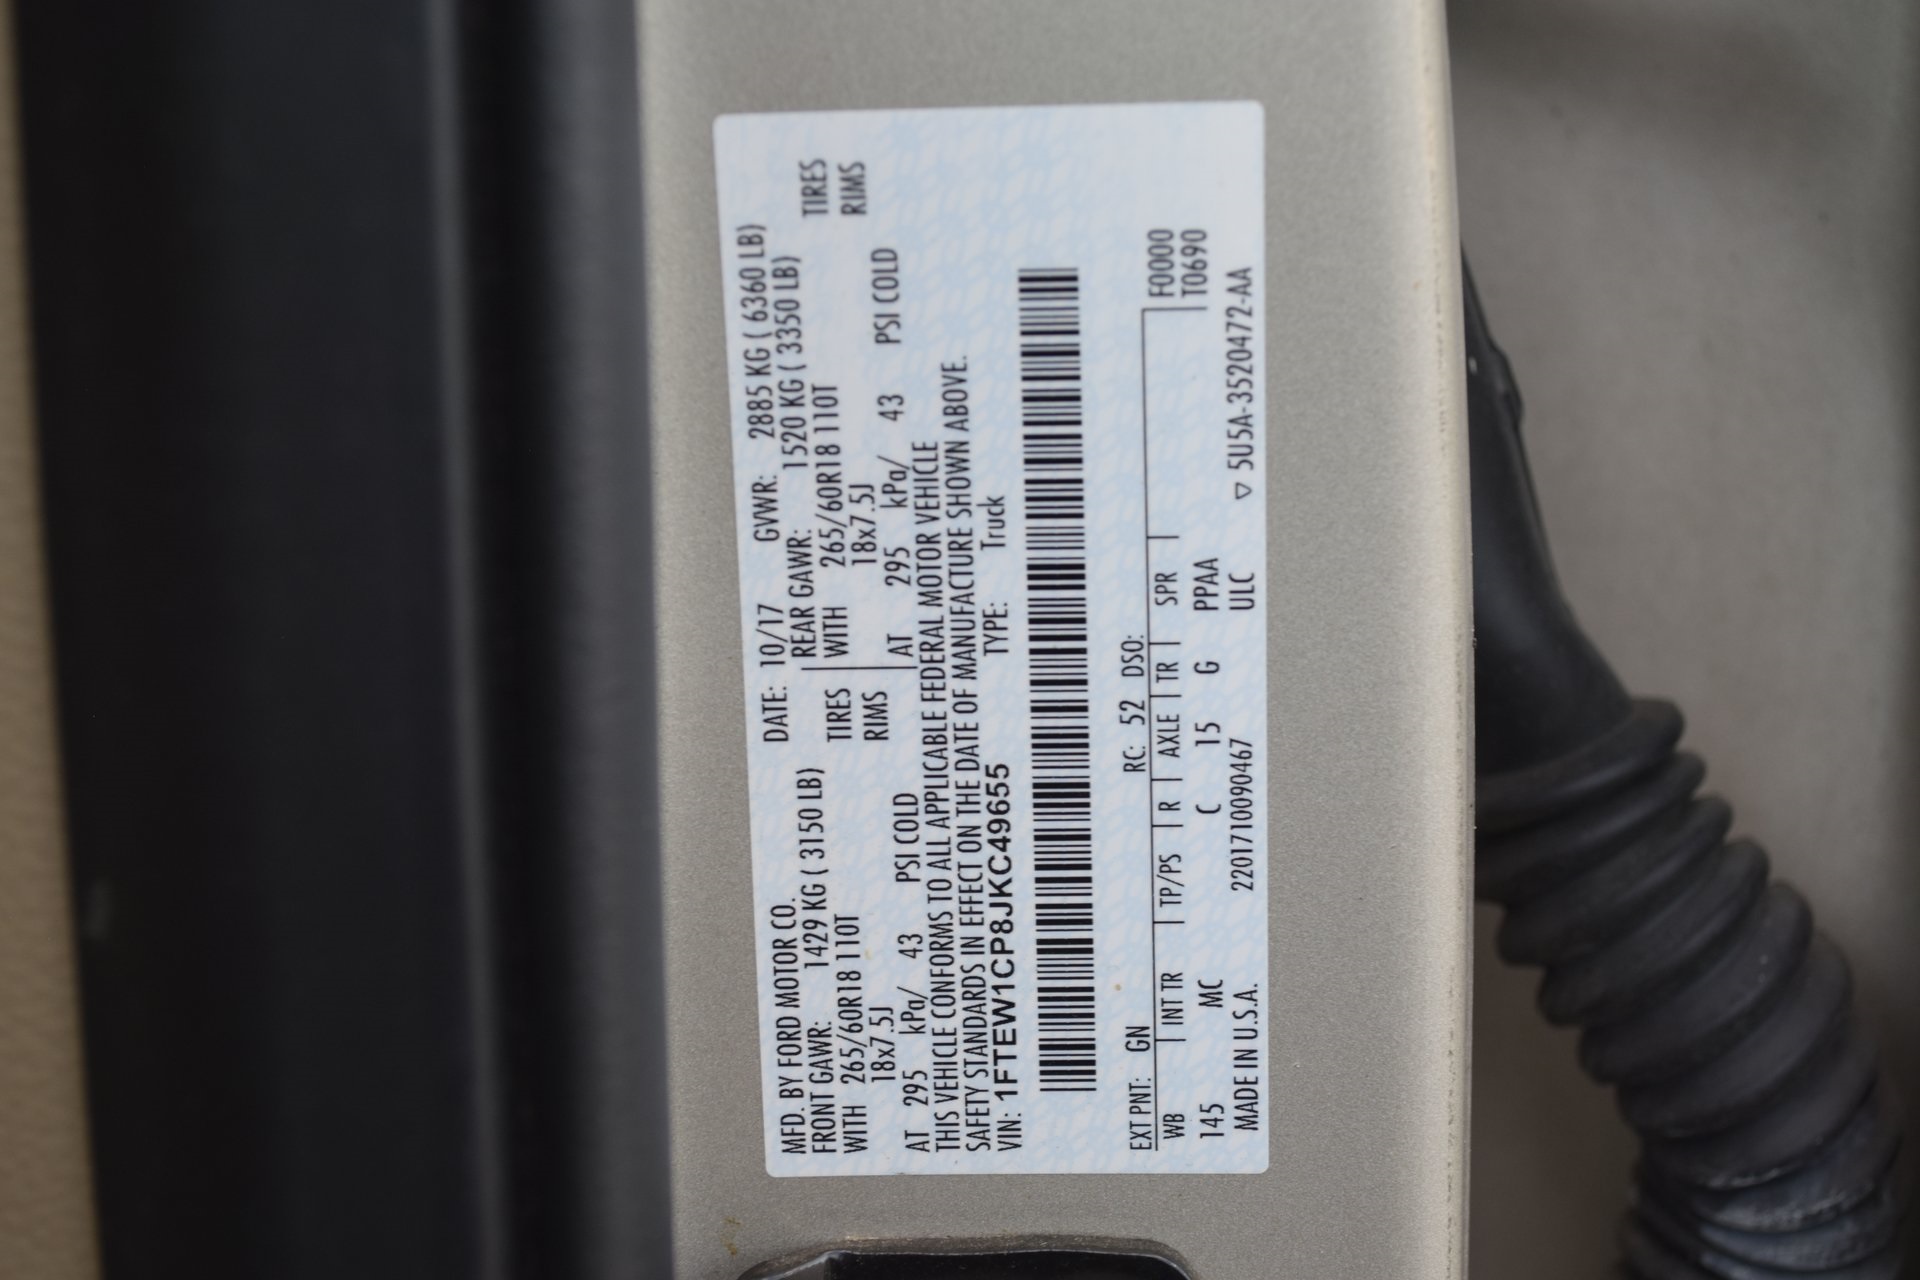 MFD. BY FORD MOTOR CO. DATE: 10/17 GVWR: 2885 KG ( 6360 LB)
FRONT GAWR: 1429 KG ( 3150 LB) REAR GAWR: 1520 KG ( 3350 LB)
WITH 265/60R18 110T TIRES WITH 265/60R18 110T TIRES
18x7.5J RIMS 18x7.5J RIMS
AT 295 kPa/ 43 PSI COLD AT 295 kPa/ 43 PSI COLD
THIS VEHICLE CONFORMS TO ALL APPLICABLE FEDERAL MOTOR VEHICLE
SAFETY STANDARDS IN EFFECT ON THE DATE OF MANUFACTURE SHOWN ABOVE.
VIN: 1FTEW1CP8JKC49655 TYPE: Truck
EXT PNT: GN RC: 52 DSO: F0000
WB INT TR TP/PS R AXLE TR SPR T0690
145 MC C 15 G PPAA
MADE IN U.S.A. 220171009​0467 ULC ▽ 5U5A-3520472-AA